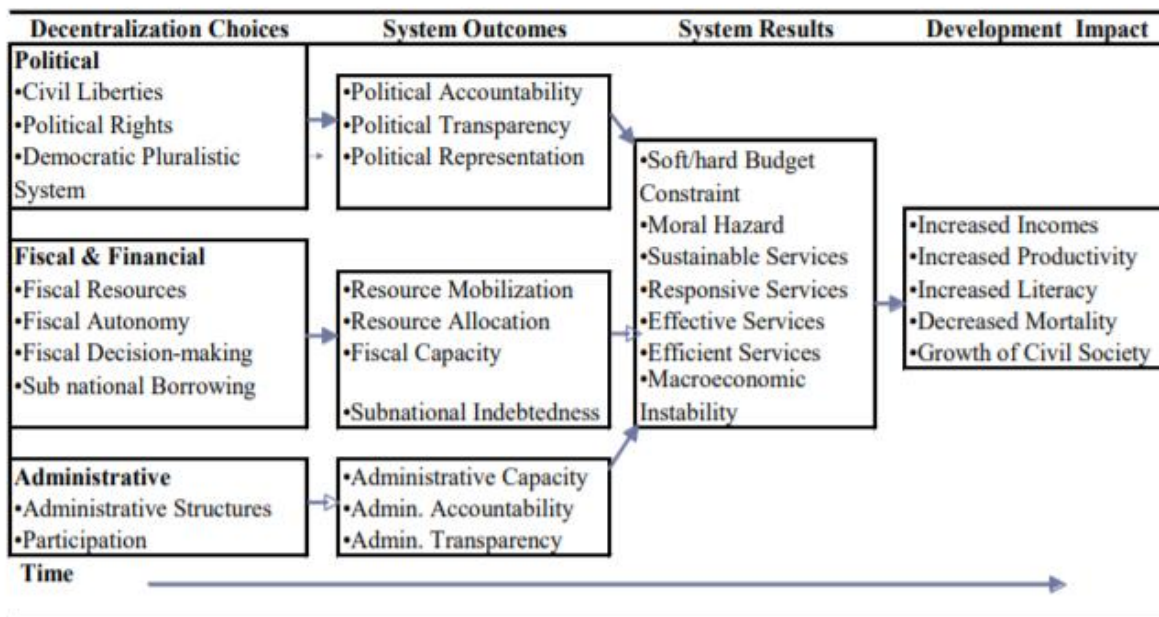 Decentralization Choices
System Outcomes
System Results
Development Impact
Political
•Civil Liberties
•Political Rights
•Democratic Pluralistic
System
•Political Accountability
•Political Transparency
•Political Representation
Fiscal & Financial
•Fiscal Resources
•Fiscal Autonomy
•Fiscal Decision-making
•Sub national Borrowing
•Resource Mobilization
•Resource Allocation
•Fiscal Capacity
•Subnational Indebtedness
Administrative
•Administrative Structures
•Participation
•Administrative Capacity
•Admin. Accountability
•Admin. Transparency
•Soft/hard Budget
Constraint
•Moral Hazard
•Sustainable Services
•Responsive Services
•Effective Services
•Efficient Services
•Macroeconomic
Instability
•Increased Incomes
•Increased Productivity
•Increased Literacy
•Decreased Mortality
•Growth of Civil Society
Time